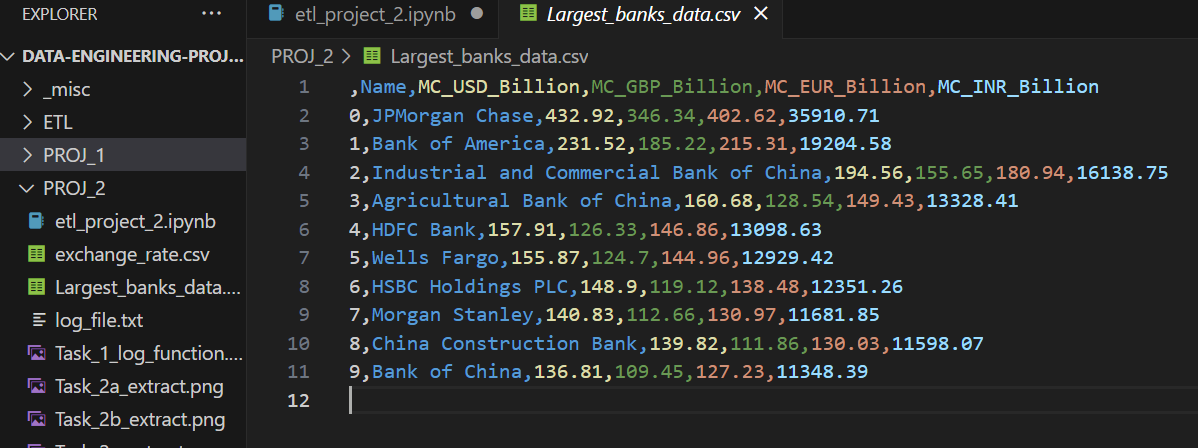 EXPLORER
DATA-ENGINEERING-PROJ...
_misc
ETL
PROJ_1
PROJ_2
etl_project_2.ipynb
exchange_rate.csv
Largest_banks_data....
log_file.txt
Task_1_log_function....
Task_2a_extract.png
Task_2b_extract.png
etl_project_2.ipynb
Largest_banks_data.csv
PROJ_2 > Largest_banks_data.csv
1 ,Name,MC_USD_Billion,MC_GBP_Billion,MC_EUR_Billion,MC_INR_Billion
2 0,JPMorgan Chase,432.92,346.34,402.62,35910.71
3 1,Bank of America,231.52,185.22,215.31,19204.58
4 2,Industrial and Commercial Bank of China,194.56,155.65,180.94,16138.75
5 3,Agricultural Bank of China,160.68,128.54,149.43,13328.41
6 4,HDFC Bank,157.91,126.33,146.86,13098.63
7 5,Wells Fargo,155.87,124.7,144.96,12929.42
8 6,HSBC Holdings PLC,148.9,119.12,138.48,12351.26
9 7,Morgan Stanley,140.83,112.66,130.97,11681.85
10 8,China Construction Bank,139.82,111.86,130.03,11598.07
11 9,Bank of China,136.81,109.45,127.23,11348.39
12